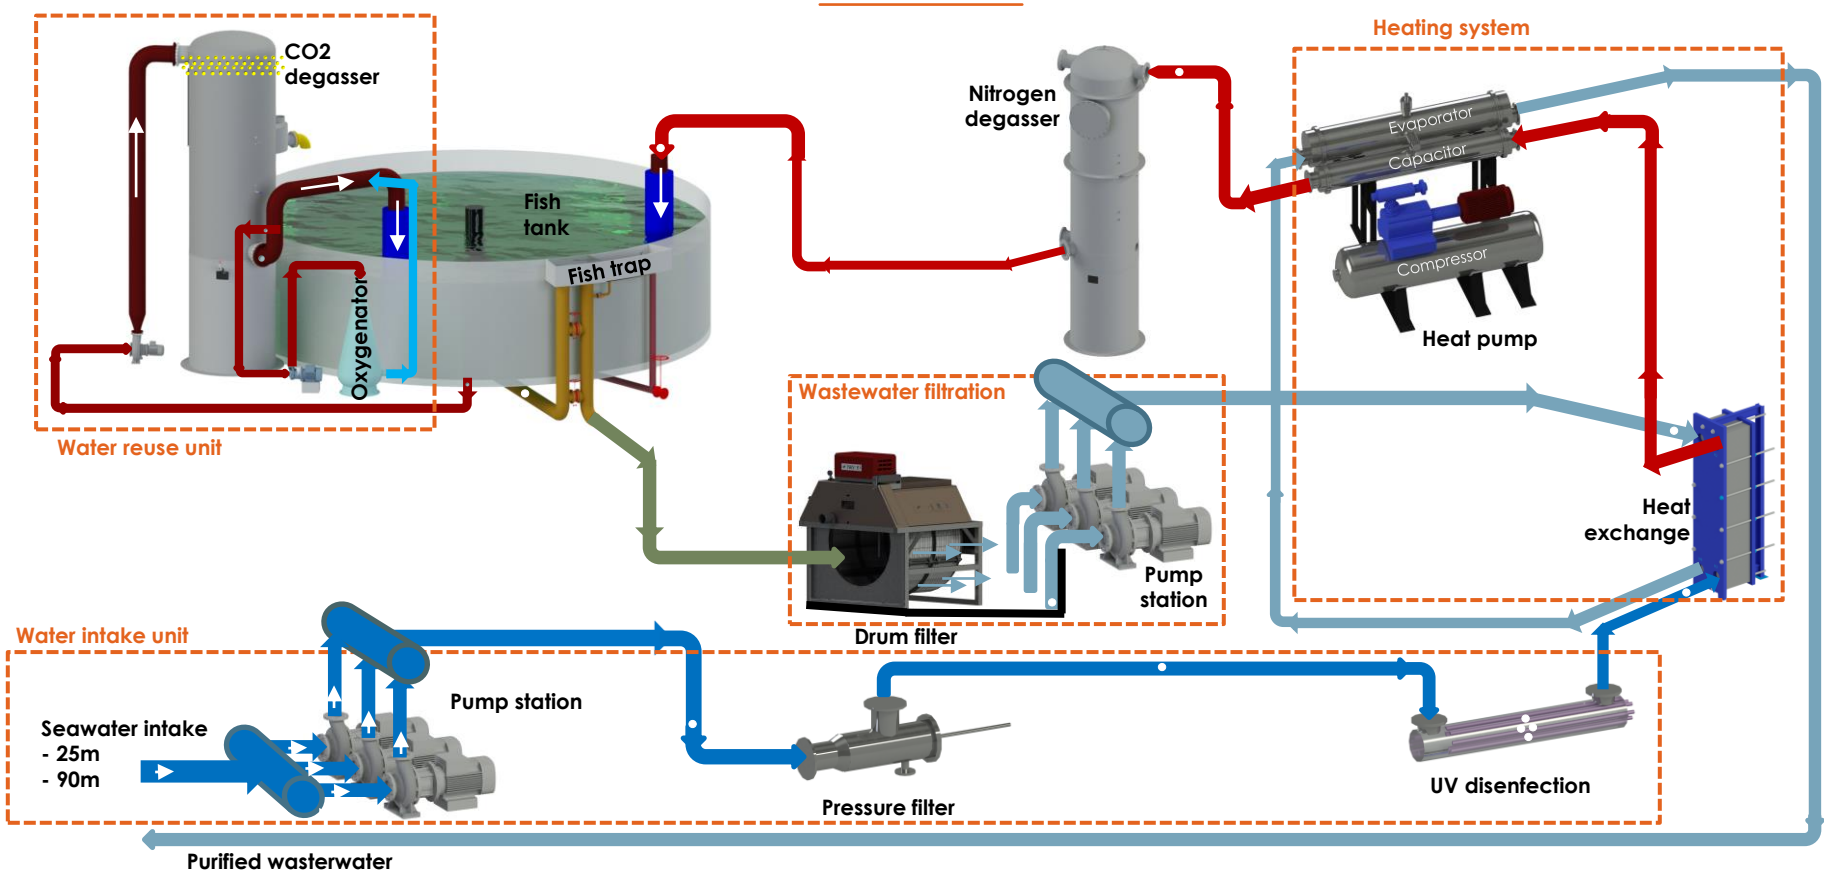 Heating system
CO2
degasser
Nitrogen
degasser
Evaporator
Capacitor
Compressor
Heat pump
Fish
tank
Fish trap
Oxygenator
Water reuse unit
Wastewater filtration
Heat
exchange
Pump
station
Drum filter
Water intake unit
Pump station
Seawater intake
- 25m
- 90m
Pressure filter
UV disenfection
Purified wasterwater